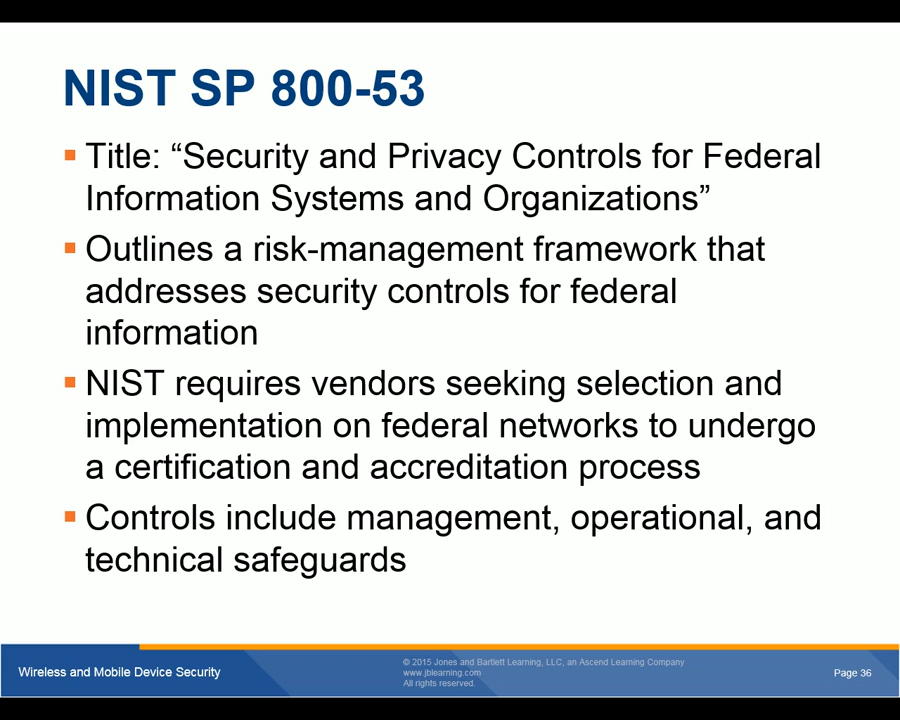 NIST SP 800-53
▪ Title: “Security and Privacy Controls for Federal
Information Systems and Organizations”
▪ Outlines a risk-management framework that
addresses security controls for federal
information
▪ NIST requires vendors seeking selection and
implementation on federal networks to undergo
a certification and accreditation process
▪ Controls include management, operational, and
technical safeguards
Wireless and Mobile Device Security
© 2015 Jones and Bartlett Learning, LLC, an Ascend Learning Company
www.jblearning.com
All rights reserved.
Page 36